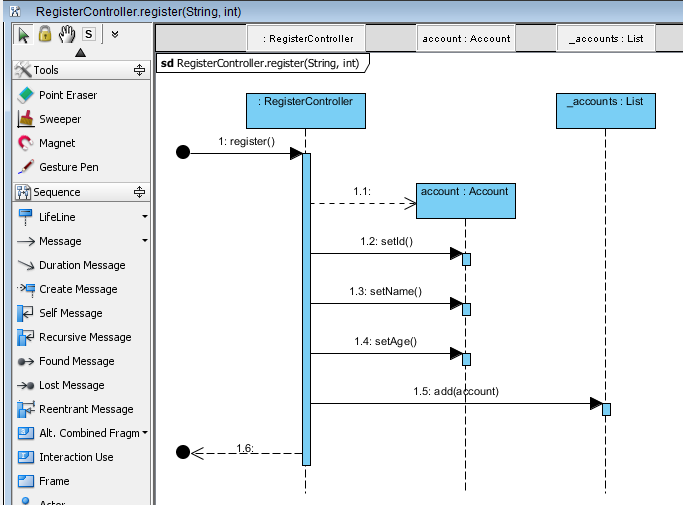 RegisterController.register(String, int)
S
: RegisterController
account : Account
_accounts : List
sd RegisterController.register(String, int)
Tools
Point Eraser
Sweeper
Magnet
Gesture Pen
Sequence
LifeLine
Message
Duration Message
Create Message
Self Message
Recursive Message
Found Message
Lost Message
Reentrant Message
Alt. Combined Fragm
Interaction Use
Frame
Actor
: RegisterController
_accounts : List
1: register()
1.1:
account : Account
1.2: setId()
1.3: setName()
1.4: setAge()
1.5: add(account)
1.6: